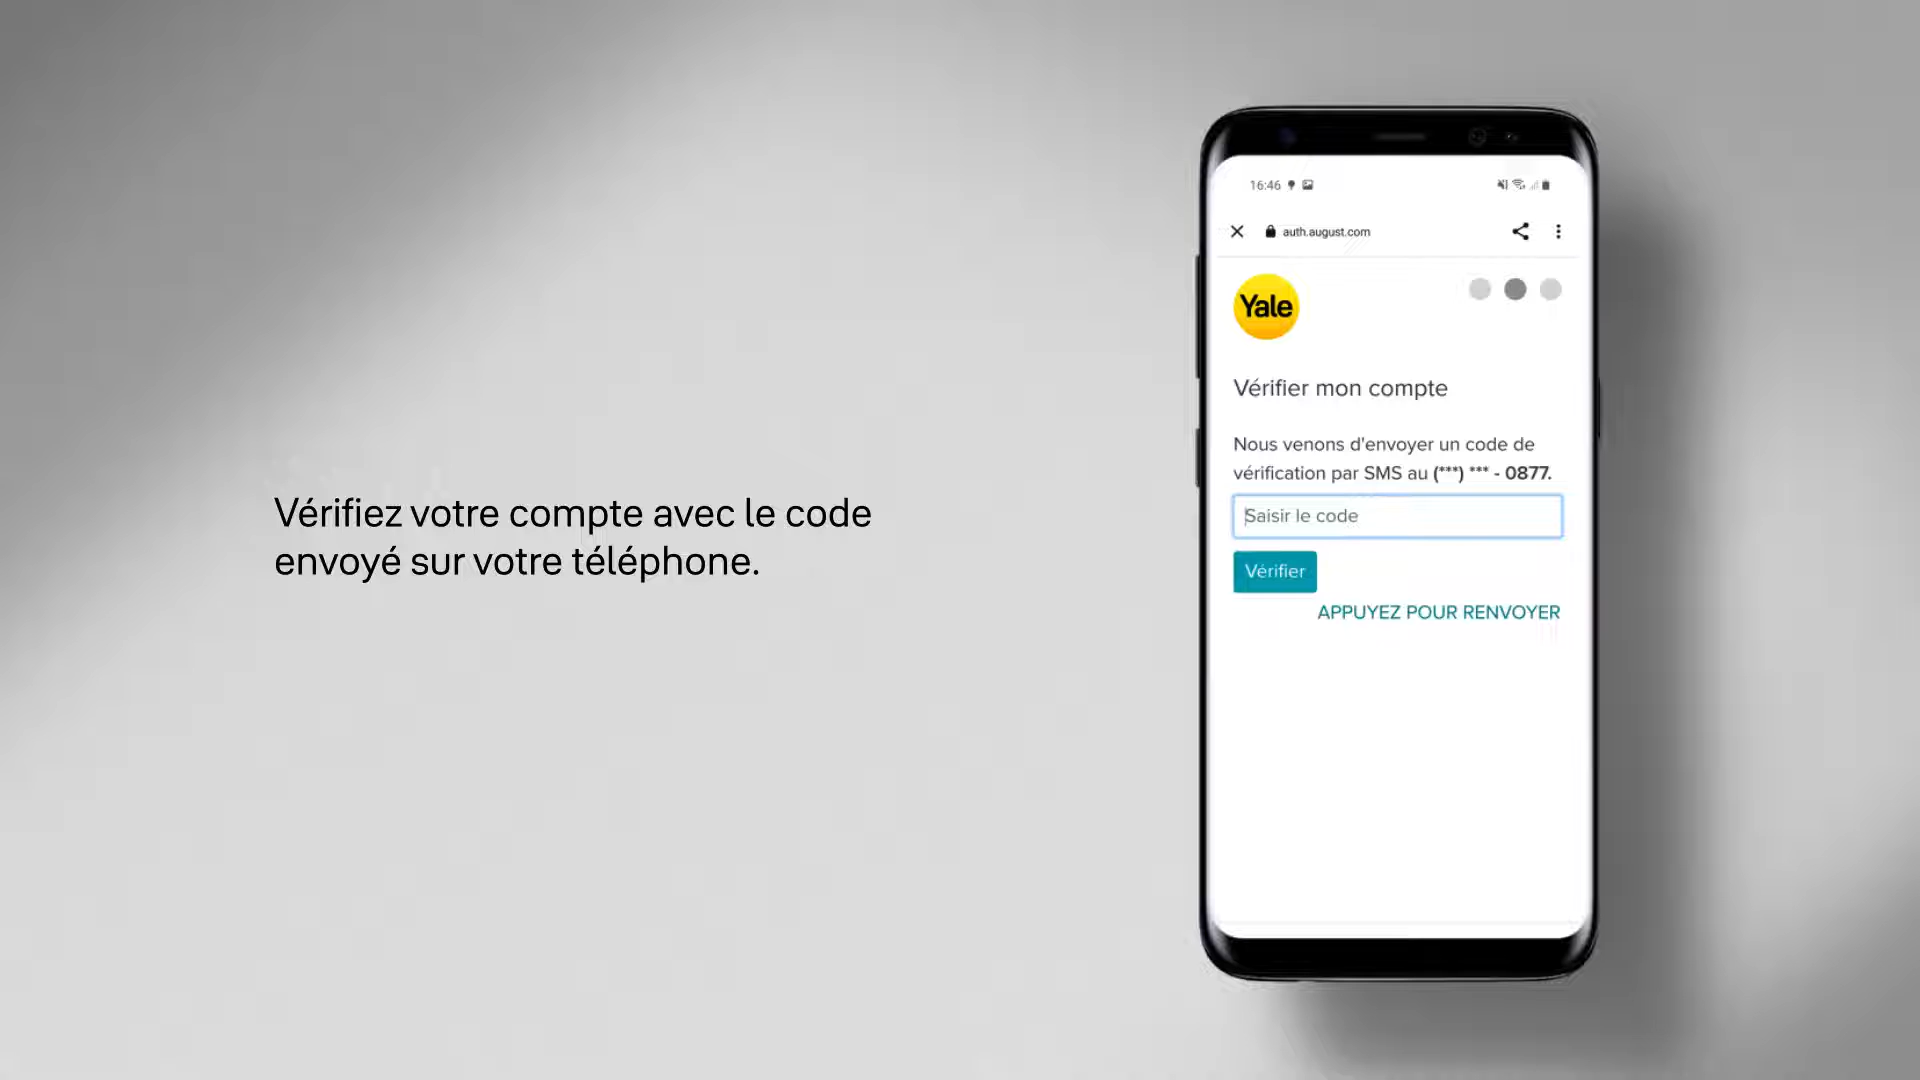 Vérifiez votre compte avec le code
envoyé sur votre téléphone.
16:46
auth.august.com
Yale
Vérifier mon compte
Nous venons d'envoyer un code de
vérification par SMS au (***) *** - 0877.
Saisir le code
Vérifier
APPUYEZ POUR RENVOYER